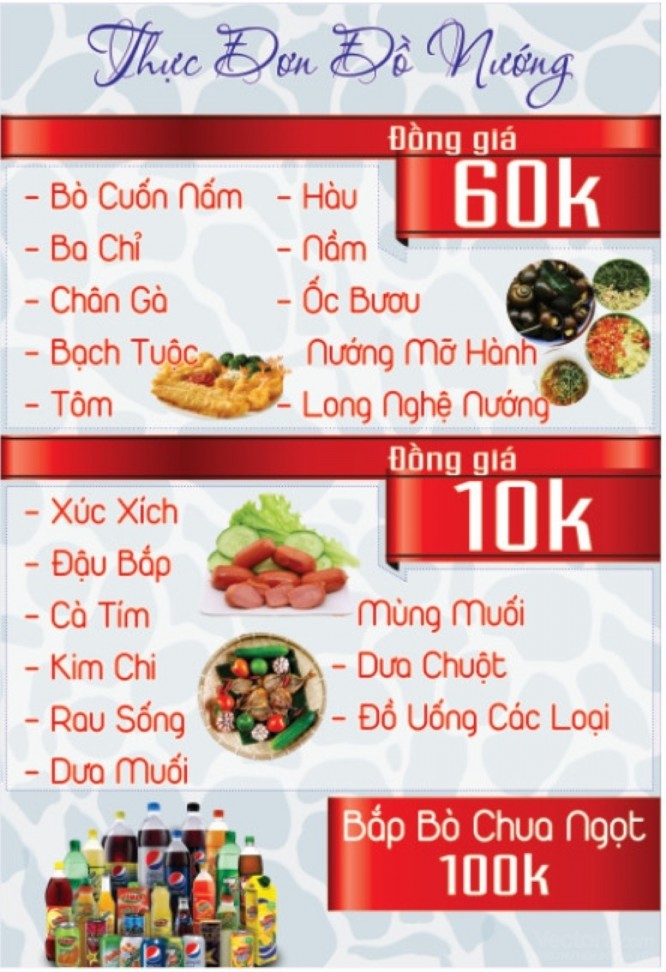 Thực Đơn Đồ Nướng
Đồng giá
60k
- Bò Cuốn Nấm
- Ba Chỉ
- Chân Gà
- Bạch Tuộc
- Tôm
- Hàu
- Nầm
- Ốc Bươu
Nướng Mỡ Hành
- Long Nghệ Nướng
Đồng giá
10k
- Xúc Xích
- Đậu Bắp
- Cà Tím
- Kim Chi
- Rau Sống
- Dưa Muối
Mùng Muối
- Dưa Chuột
- Đồ Uống Các Loại
Bắp Bò Chua Ngọt
100k
pepsi
pepsi